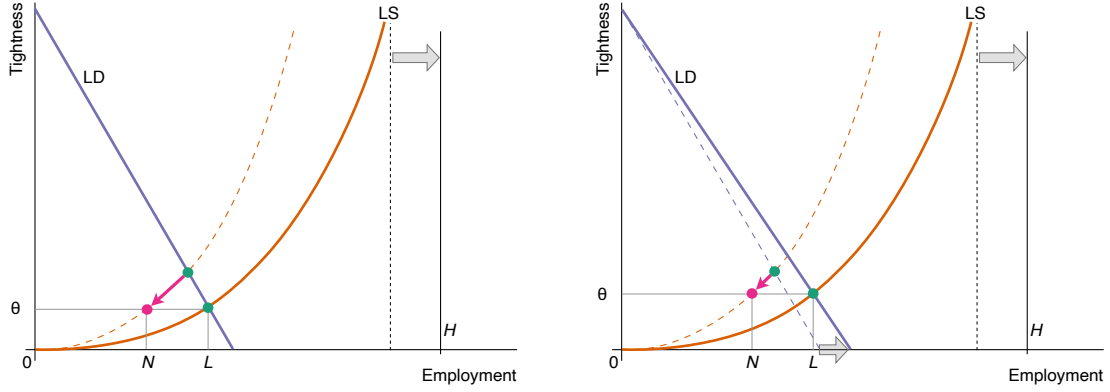 LS
Tightness
LD
θ
H
0
N
L
Employment
LS
Tightness
LD
θ
H
0
N
L
Employment